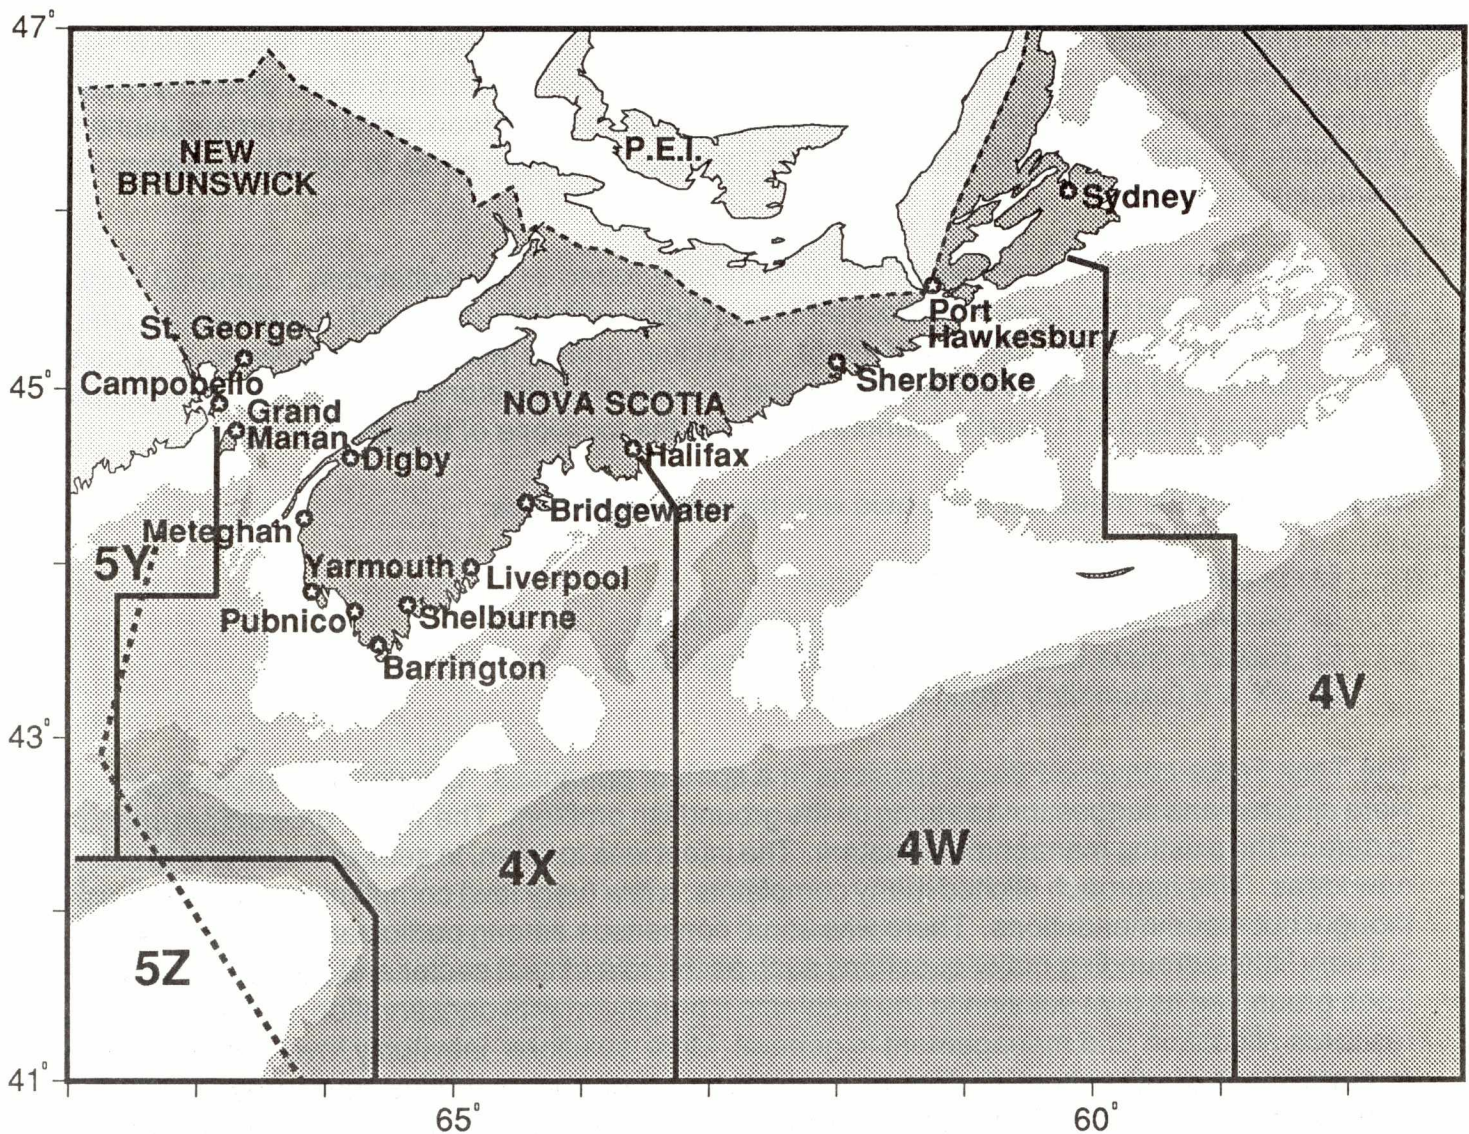 47°
NEW
BRUNSWICK
P.E.I.
Sydney
St. George
Port
Hawkesbury
45°
Campobello
Sherbrooke
Grand
Manan
NOVA SCOTIA
Digby
Halifax
Bridgewater
Meteghan
5Y
Yarmouth
Liverpool
Pubnico
Shelburne
Barrington
4V
43°
4W
4X
5Z
41°
65°
60°